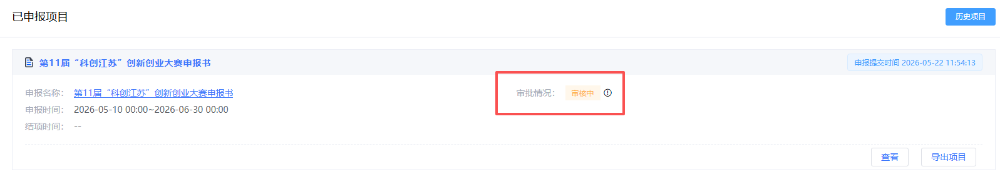 已申报项目
历史项目
第11届“科创江苏”创新创业大赛申报书
申报提交时间 2026-05-22 11:54:13
申报名称： 第11届“科创江苏”创新创业大赛申报书
审批情况： 审核中
申报时间： 2026-05-10 00:00~2026-06-30 00:00
结项时间： --
查看
导出项目